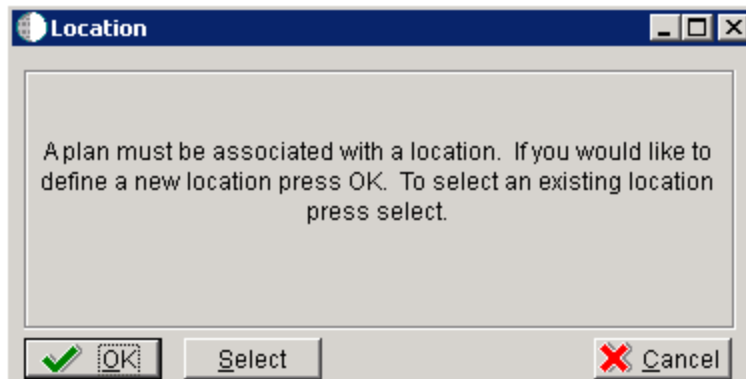 Location
A plan must be associated with a location. If you would like to
define a new location press OK. To select an existing location
press select.
OK Select Cancel